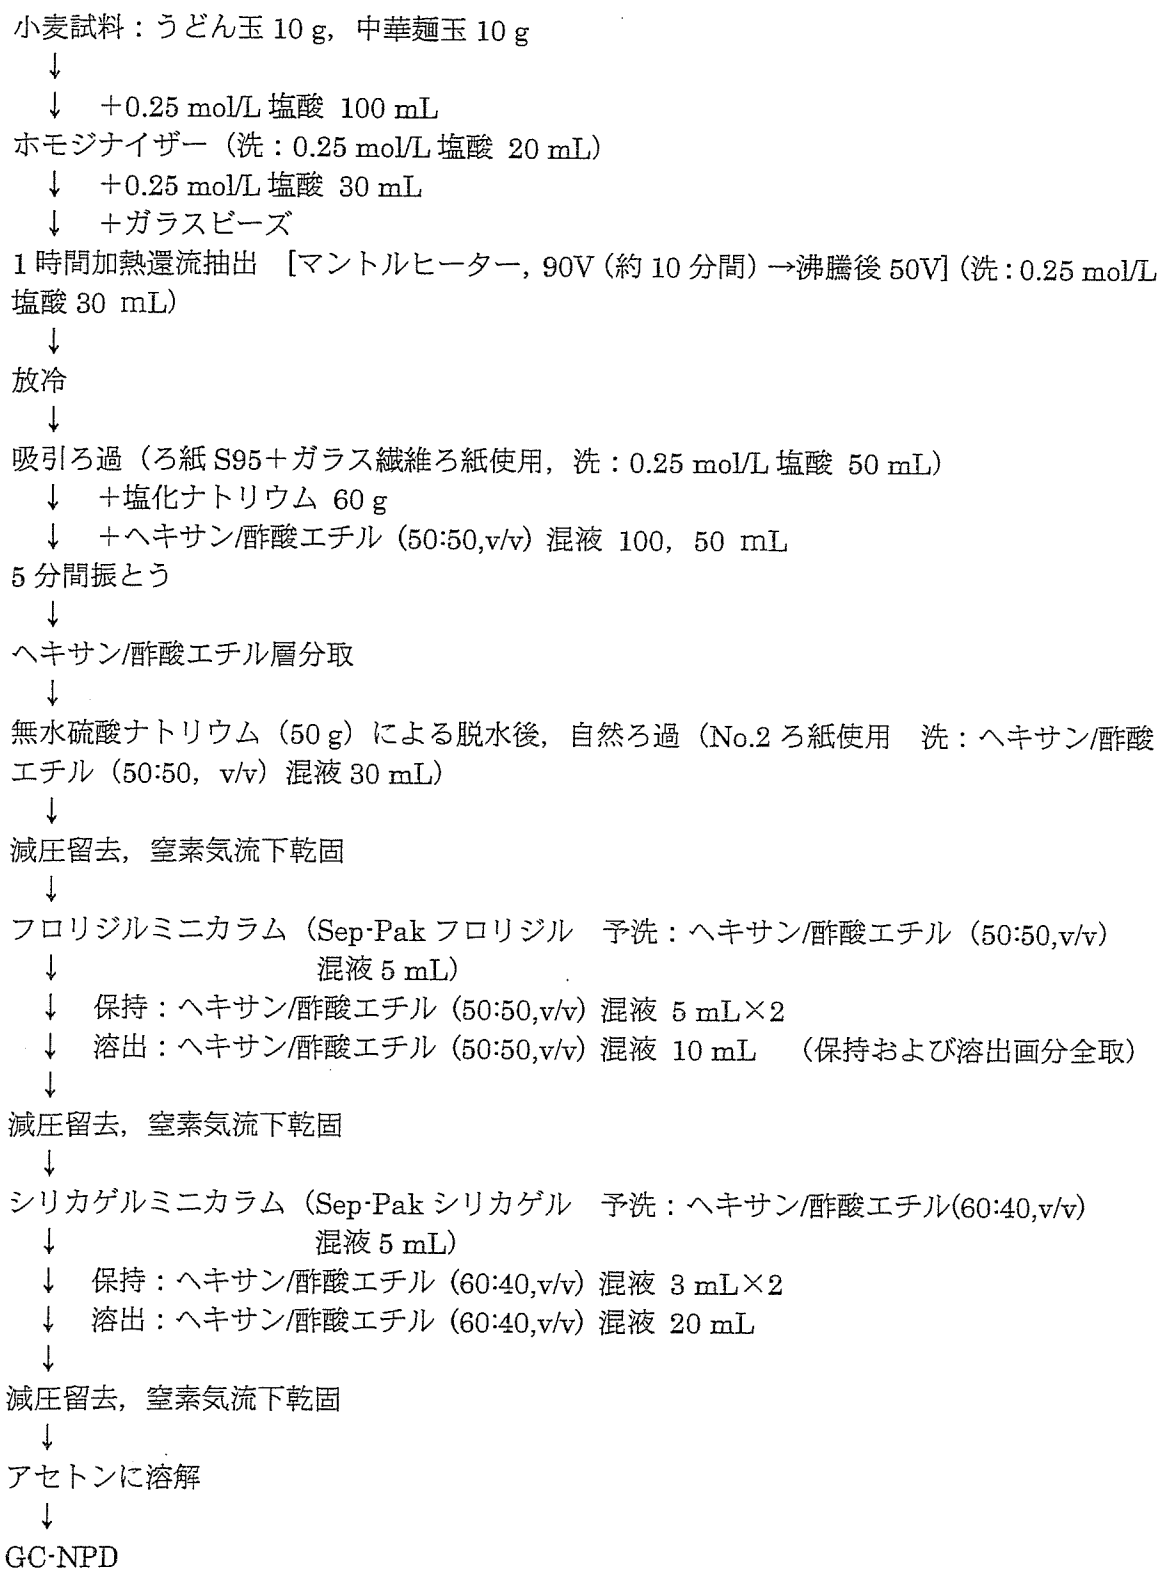 小麦試料：うどん玉 10 g，中華麺玉 10 g
↓
↓ ＋0.25 mol/L 塩酸 100 mL
ホモジナイザー（洗：0.25 mol/L 塩酸 20 mL）
↓ ＋0.25 mol/L 塩酸 30 mL
↓ ＋ガラスビーズ
1 時間加熱還流抽出 [マントルヒーター, 90V（約 10 分間）→沸騰後 50V]（洗：0.25 mol/L
塩酸 30 mL）
↓
放冷
↓
吸引ろ過（ろ紙 S95＋ガラス繊維ろ紙使用，洗：0.25 mol/L 塩酸 50 mL）
↓ ＋塩化ナトリウム 60 g
↓ ＋ヘキサン/酢酸エチル（50:50,v/v）混液 100，50 mL
5 分間振とう
↓
ヘキサン/酢酸エチル層分取
↓
無水硫酸ナトリウム（50 g）による脱水後，自然ろ過（No.2 ろ紙使用 洗：ヘキサン/酢酸
エチル（50:50，v/v）混液 30 mL）
↓
減圧留去，窒素気流下乾固
↓
フロリジルミニカラム（Sep-Pak フロリジル 予洗：ヘキサン/酢酸エチル（50:50,v/v）
↓ 混液 5 mL）
↓ 保持：ヘキサン/酢酸エチル（50:50,v/v）混液 5 mL×2
↓ 溶出：ヘキサン/酢酸エチル（50:50,v/v）混液 10 mL （保持および溶出画分全取）
↓
減圧留去，窒素気流下乾固
↓
シリカゲルミニカラム（Sep-Pak シリカゲル 予洗：ヘキサン/酢酸エチル(60:40,v/v)
↓ 混液 5 mL）
↓ 保持：ヘキサン/酢酸エチル（60:40,v/v）混液 3 mL×2
↓ 溶出：ヘキサン/酢酸エチル（60:40,v/v）混液 20 mL
↓
減圧留去，窒素気流下乾固
↓
アセトンに溶解
↓
GC-NPD